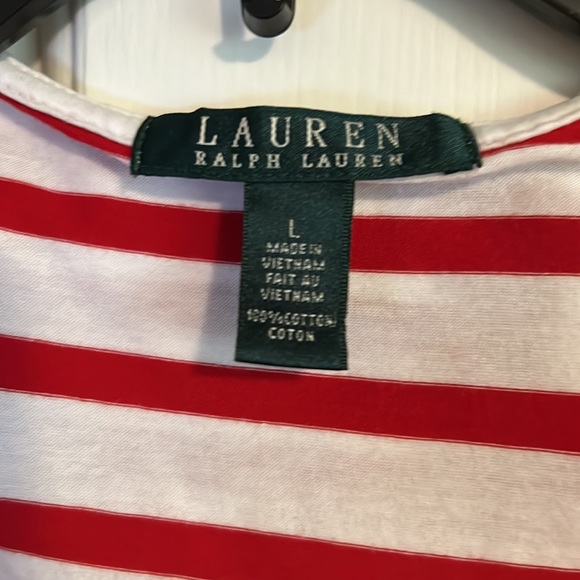 LAUREN
RALPH LAUREN
L
MADE IN
VIETNAM
FAIT AU
VIETNAM
100% COTTON
COTON